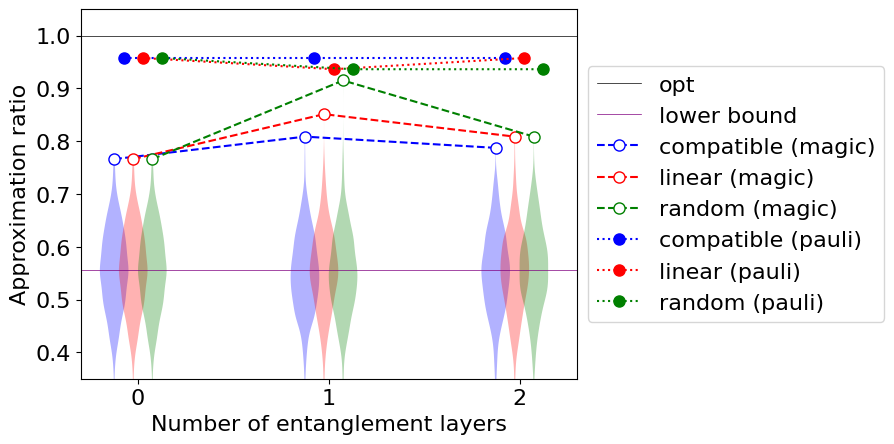 1.0
0.9
0.8
0.7
0.6
0.5
0.4
Approximation ratio
0 1 2
Number of entanglement layers
opt
lower bound
compatible (magic)
linear (magic)
random (magic)
compatible (pauli)
linear (pauli)
random (pauli)